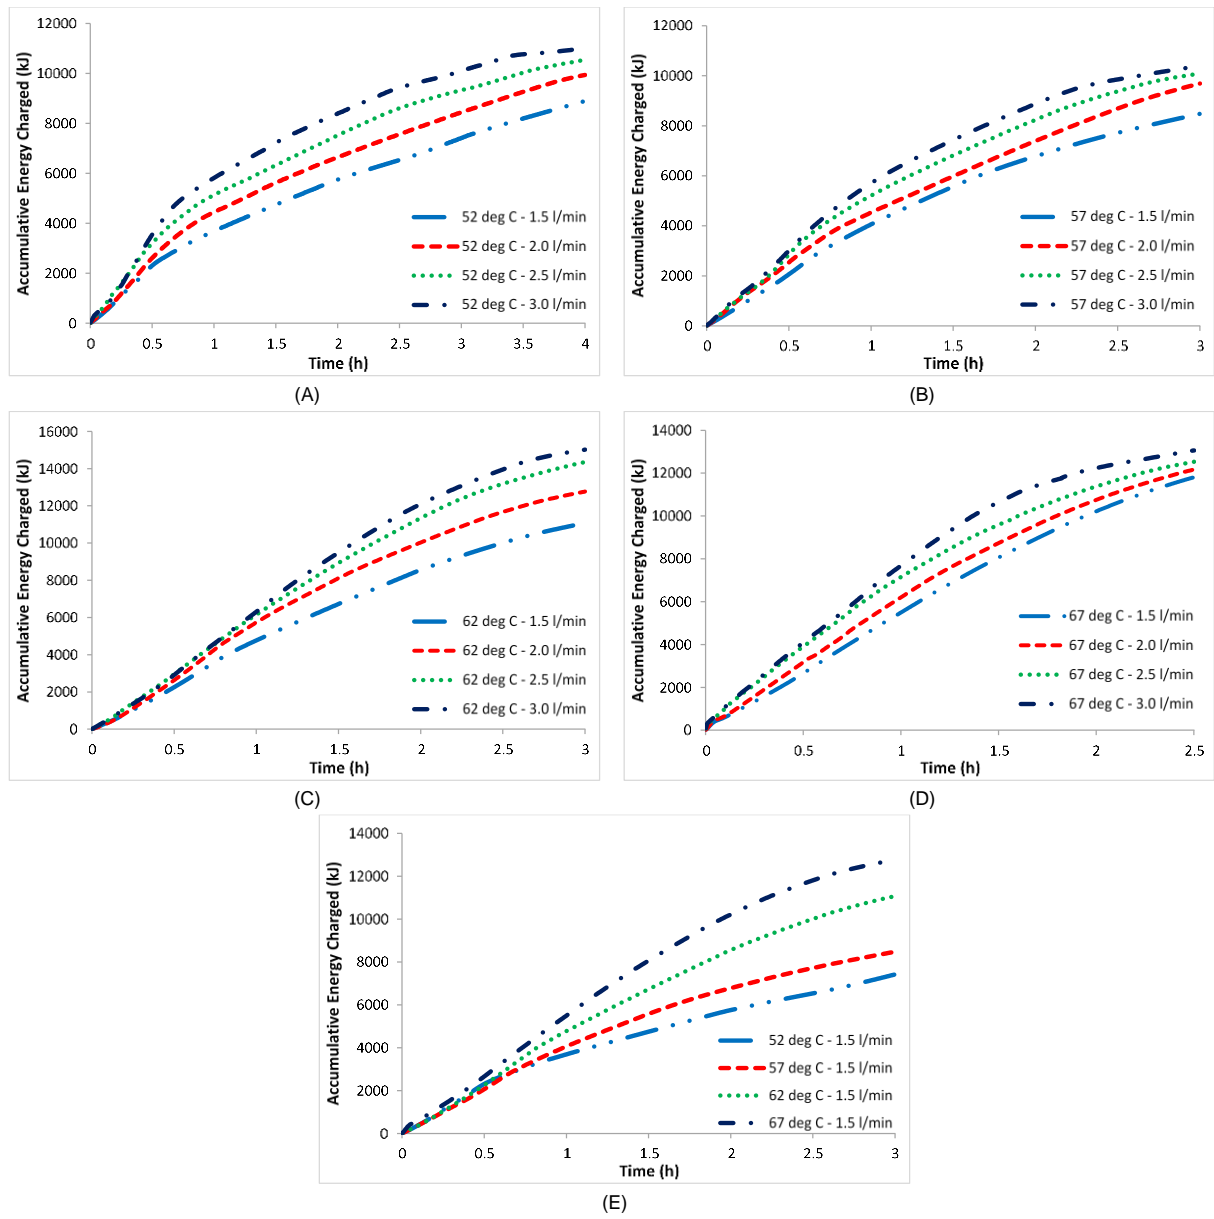 12000
10000
8000
6000
4000
2000
0
Accumulative Energy Charged (kJ)
52 deg C - 1.5 l/min
52 deg C - 2.0 l/min
52 deg C - 2.5 l/min
52 deg C - 3.0 l/min
0 0.5 1 1.5 2 2.5 3 3.5 4
Time (h)
(A)
12000
10000
8000
6000
4000
2000
0
Accumulative Energy Charged (kJ)
57 deg C - 1.5 l/min
57 deg C - 2.0 l/min
57 deg C - 2.5 l/min
57 deg C - 3.0 l/min
0 0.5 1 1.5 2 2.5 3
Time (h)
(B)
16000
14000
12000
10000
8000
6000
4000
2000
0
Accumulative Energy Charged (kJ)
62 deg C - 1.5 l/min
62 deg C - 2.0 l/min
62 deg C - 2.5 l/min
62 deg C - 3.0 l/min
0 0.5 1 1.5 2 2.5 3
Time (h)
(C)
14000
12000
10000
8000
6000
4000
2000
0
Accumulative Energy Charged (kJ)
67 deg C - 1.5 l/min
67 deg C - 2.0 l/min
67 deg C - 2.5 l/min
67 deg C - 3.0 l/min
0 0.5 1 1.5 2 2.5
Time (h)
(D)
14000
12000
10000
8000
6000
4000
2000
0
Accumulative Energy Charged (kJ)
52 deg C - 1.5 l/min
57 deg C - 1.5 l/min
62 deg C - 1.5 l/min
67 deg C - 1.5 l/min
0 0.5 1 1.5 2 2.5 3
Time (h)
(E)